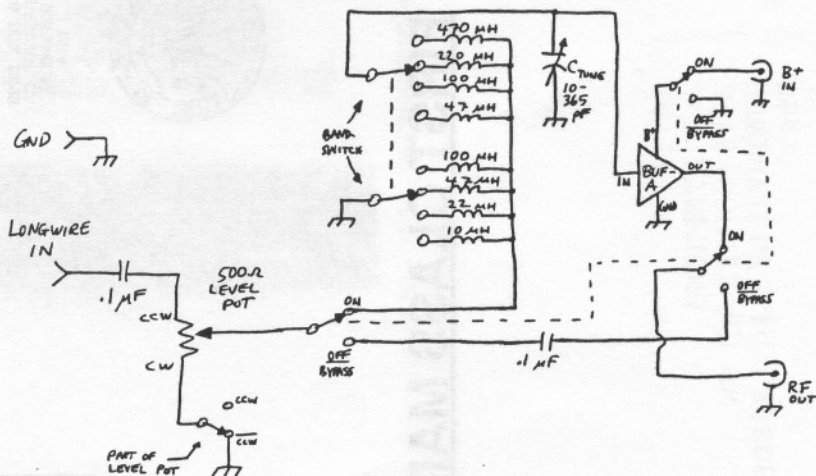 470 µH
220 µH
100 µH
47 µH
BAND
SWITCH
100 µH
47 µH
22 µH
10 µH
C TUNE
10-
365
pF
ON
B+
IN
OFF
BYPASS
B+
IN
BUF-
A
OUT
GND
ON
OFF
BYPASS
GND
LONGWIRE
IN
.1 µF
500Ω
LEVEL
POT
CCW
CW
ON
OFF
BYPASS
.1 µF
RF
OUT
CCW
CCW
PART OF
LEVEL POT